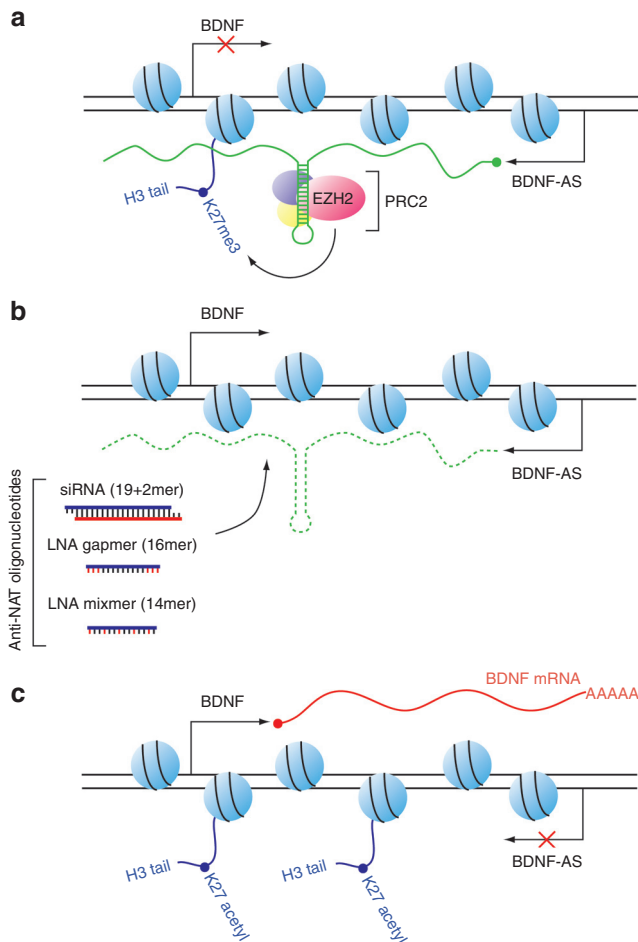 a
BDNF
BDNF-AS
H3 tail
K27me3
EZH2
PRC2
b
BDNF
BDNF-AS
Anti-NAT oligonucleotides
siRNA (19+2mer)
LNA gapmer (16mer)
LNA mixmer (14mer)
c
BDNF
BDNF mRNA
AAAAA
BDNF-AS
H3 tail
K27 acetyl
H3 tail
K27 acetyl